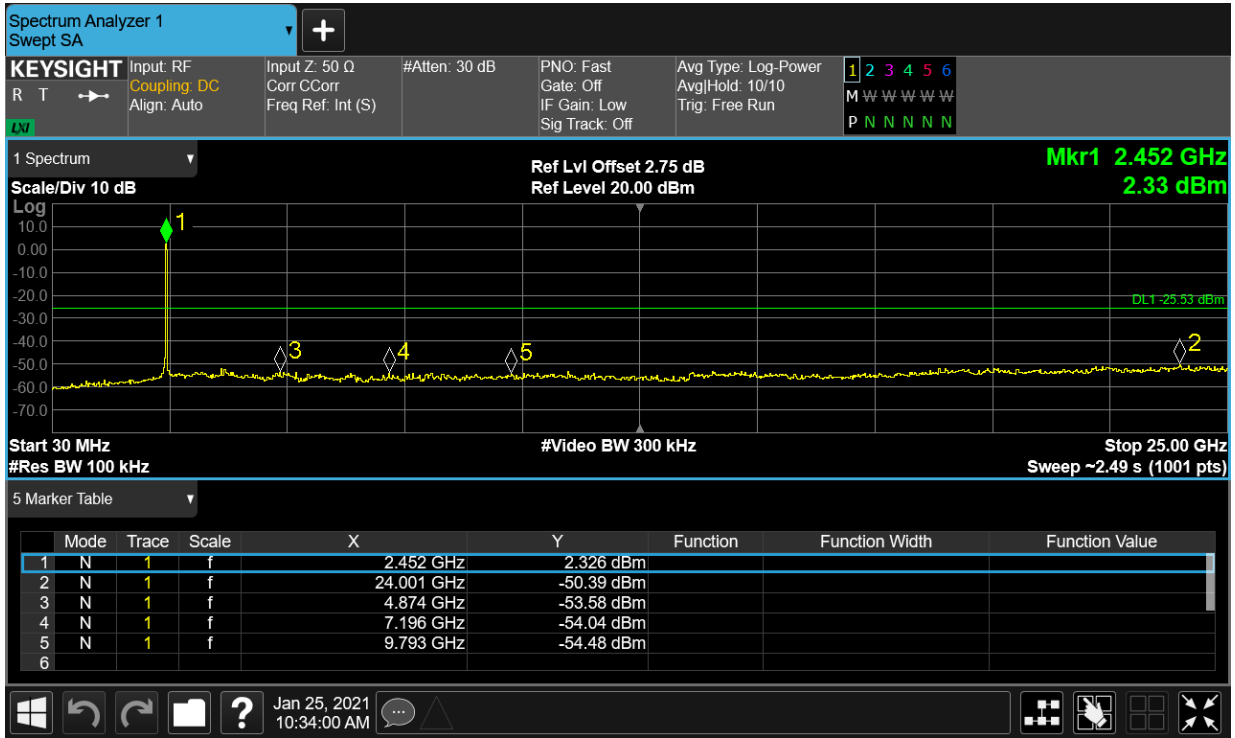 Spectrum Analyzer 1
Swept SA
KEYSIGHT
R T
LXI
Input: RF
Coupling: DC
Align: Auto
Input Z: 50 Ω
Corr CCorr
Freq Ref: Int (S)
#Atten: 30 dB
PNO: Fast
Gate: Off
IF Gain: Low
Sig Track: Off
Avg Type: Log-Power
Avg|Hold: 10/10
Trig: Free Run
1 2 3 4 5 6
M W W W W W
P N N N N N
1 Spectrum
Scale/Div 10 dB
Ref Lvl Offset 2.75 dB
Ref Level 20.00 dBm
Mkr1 2.452 GHz
2.33 dBm
Log
10.0
0.00
-10.0
-20.0
-30.0
-40.0
-50.0
-60.0
-70.0
1
DL1 -25.53 dBm
3
4
5
2
Start 30 MHz
#Res BW 100 kHz
#Video BW 300 kHz
Stop 25.00 GHz
Sweep ~2.49 s (1001 pts)
5 Marker Table
Mode Trace Scale X Y Function Function Width Function Value
1 N 1 f 2.452 GHz 2.326 dBm
2 N 1 f 24.001 GHz -50.39 dBm
3 N 1 f 4.874 GHz -53.58 dBm
4 N 1 f 7.196 GHz -54.04 dBm
5 N 1 f 9.793 GHz -54.48 dBm
6
?
Jan 25, 2021
10:34:00 AM